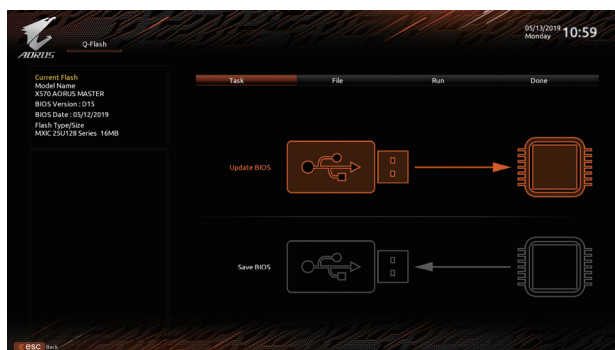 AORUS
Q-Flash
05/13/2019
Monday
10:59
Current Flash
Model Name
X570 AORUS MASTER
BIOS Version : D15
BIOS Date : 05/12/2019
Flash Type/Size
MXIC 25U128 Series 16MB
Task File Run Done
Update BIOS
Save BIOS
esc Back